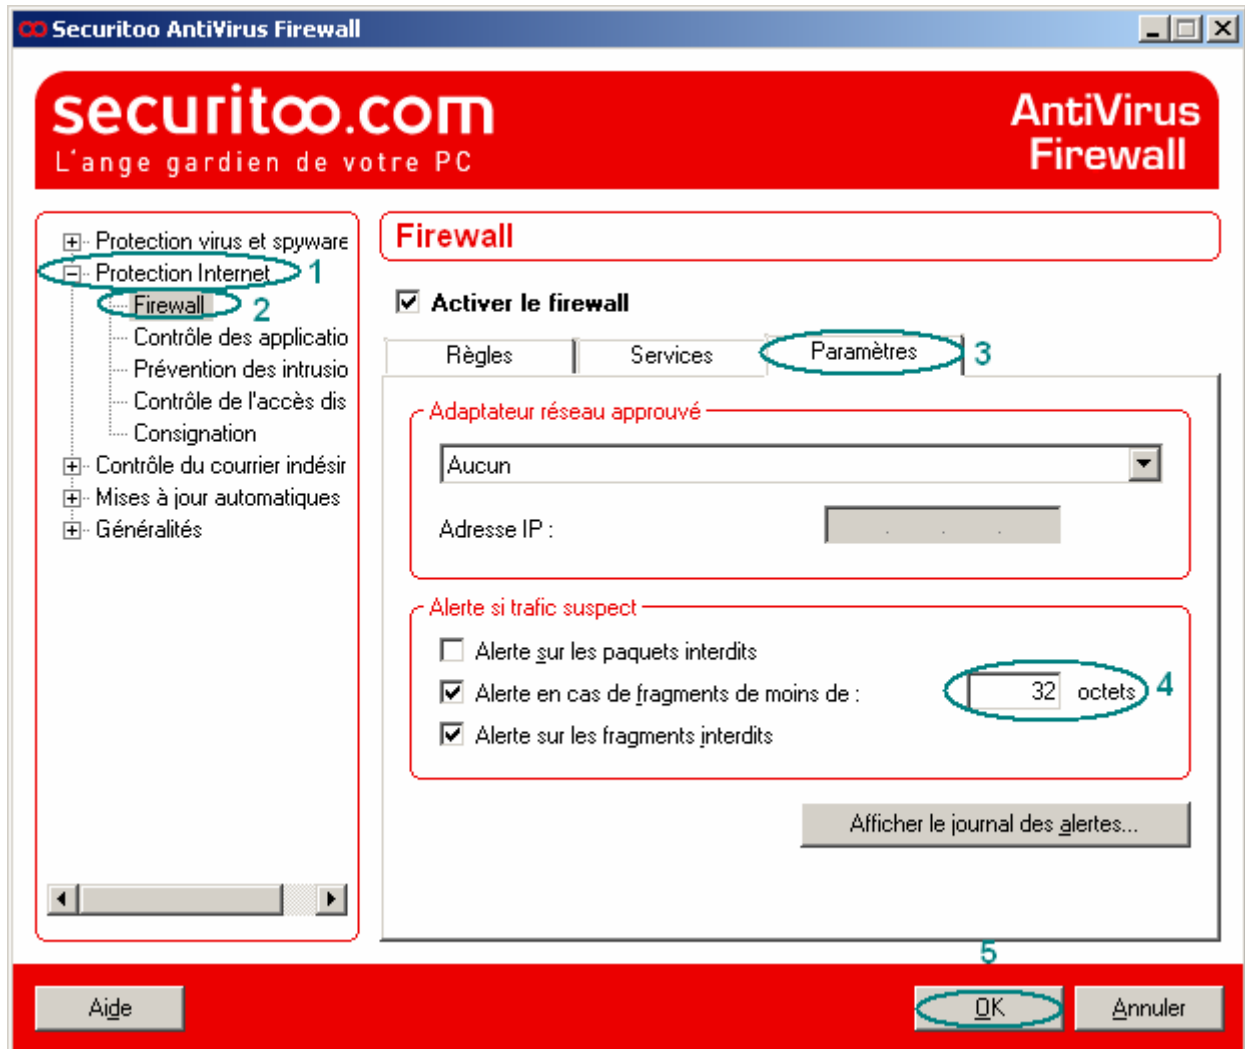 Securitoo AntiVirus Firewall
securitoo.com
L'ange gardien de votre PC
AntiVirus
Firewall
Protection virus et spyware
Protection Internet 1
Firewall 2
Contrôle des applicatio
Prévention des intrusio
Contrôle de l'accès dis
Consignation
Contrôle du courrier indésir
Mises à jour automatiques
Généralités
Firewall
Activer le firewall
Règles Services Paramètres 3
Adaptateur réseau approuvé
Aucun
Adresse IP : . . .
Alerte si trafic suspect
Alerte sur les paquets interdits
Alerte en cas de fragments de moins de : 32 octets 4
Alerte sur les fragments interdits
Afficher le journal des alertes...
5
Aide OK Annuler